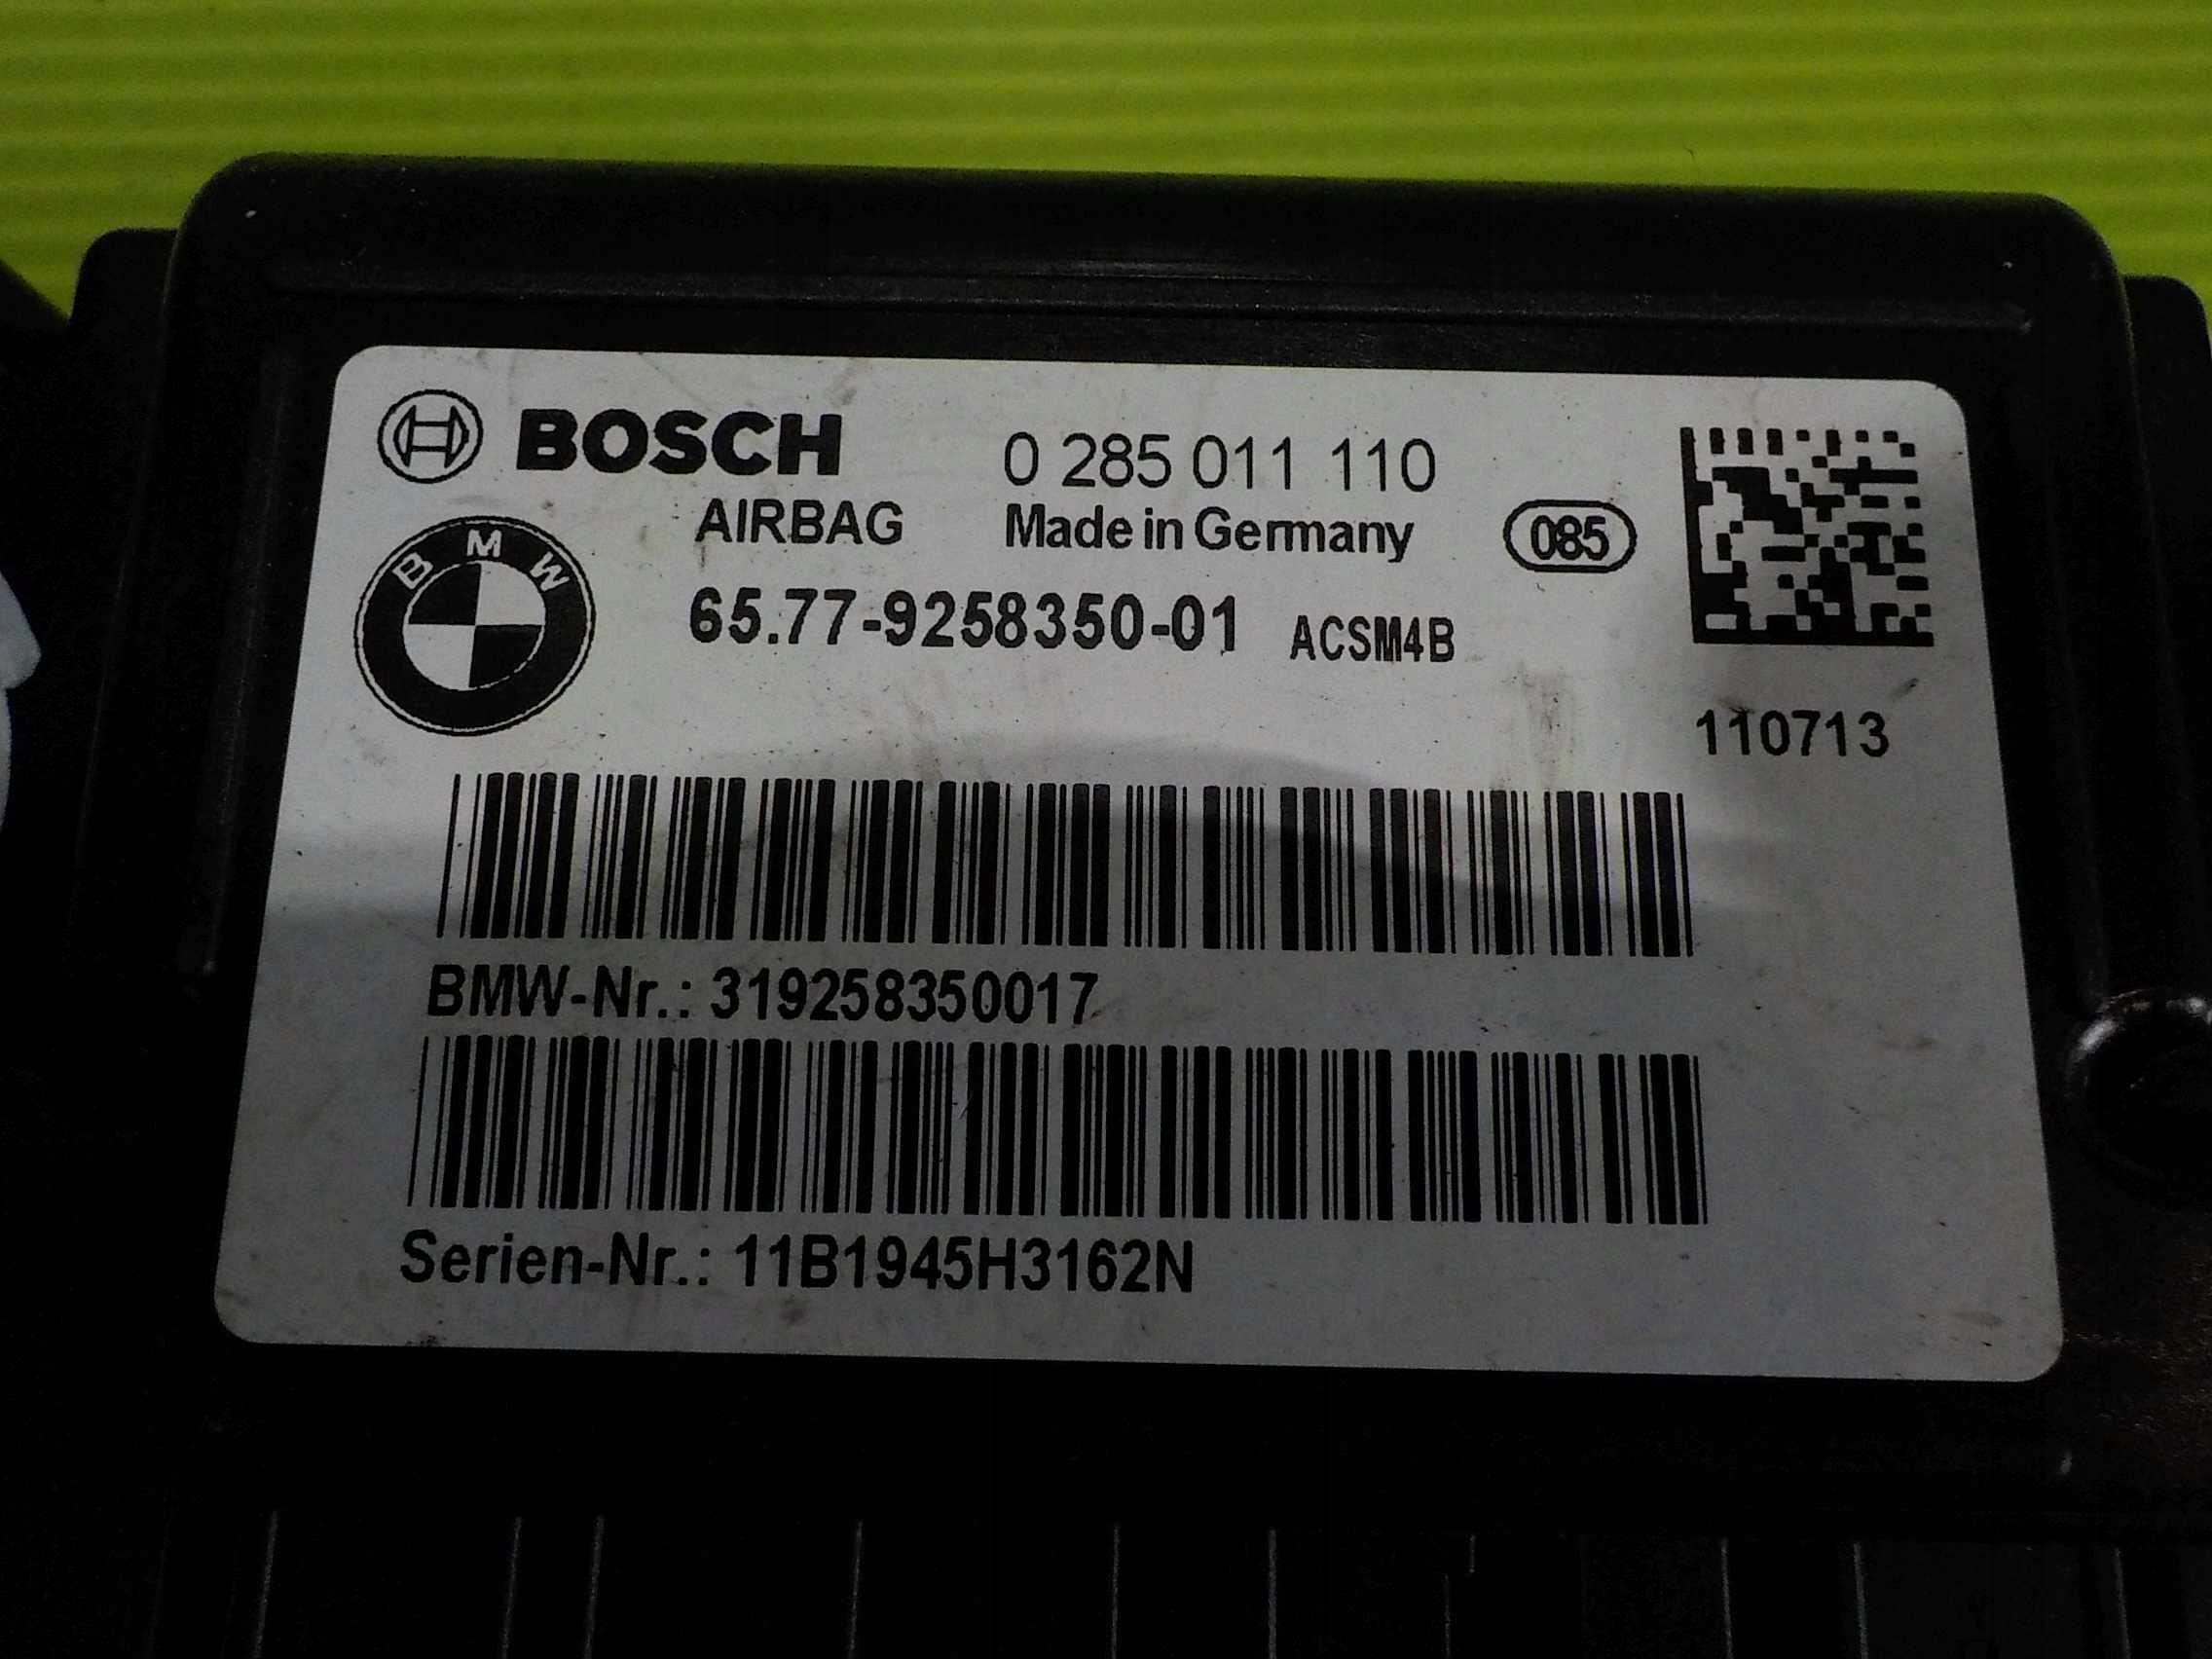 BOSCH 0 285 011 110
AIRBAG Made in Germany 085
BMW
65.77-9258350-01 ACSM4B
110713
BMW-Nr.: 319258350017
Serien-Nr.: 11B1945H3162N